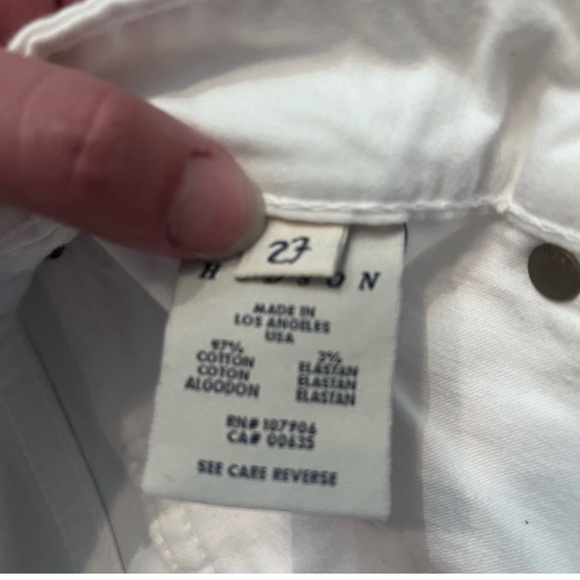 27
H DSON
MADE IN
LOS ANGELES
USA
97%
COTTON
COTON
ALGODON
3%
ELASTAN
ELASTAN
ELASTAN
RN# 107906
CA# 00635
SEE CARE REVERSE